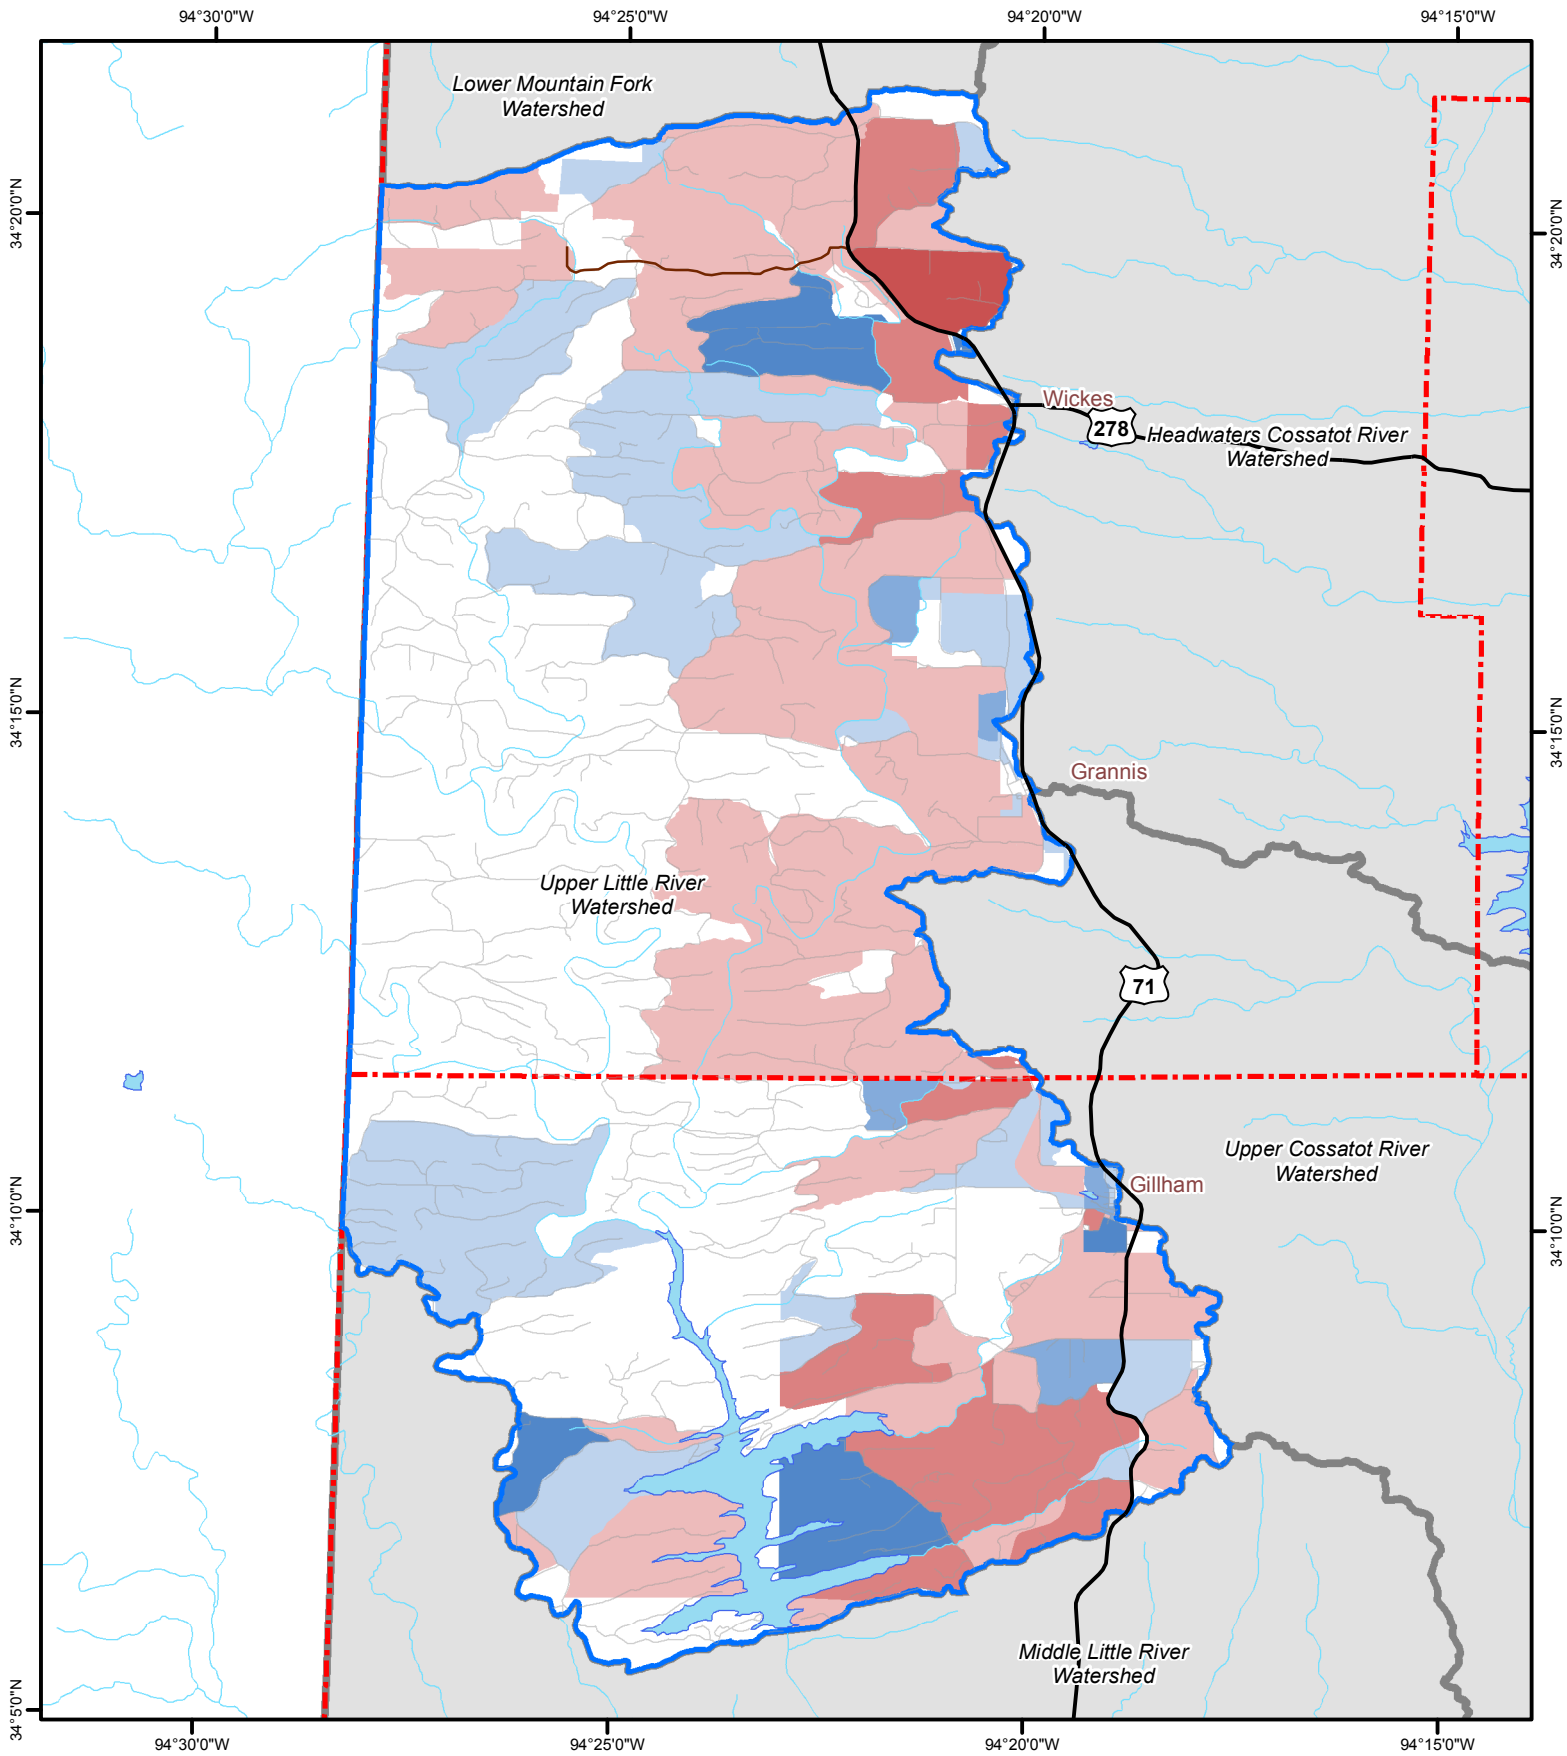 94°30'0"W
94°25'0"W
94°20'0"W
94°15'0"W
Lower Mountain Fork
Watershed
34°20'0"N
34°20'0"N
Wickes
278
Headwaters Cossatot River
Watershed
34°15'0"N
34°15'0"N
Grannis
Upper Little River
Watershed
71
Upper Cossatot River
Watershed
Gillham
34°10'0"N
34°10'0"N
Middle Little River
Watershed
34°5'0"N
94°30'0"W
94°25'0"W
94°20'0"W
94°15'0"W